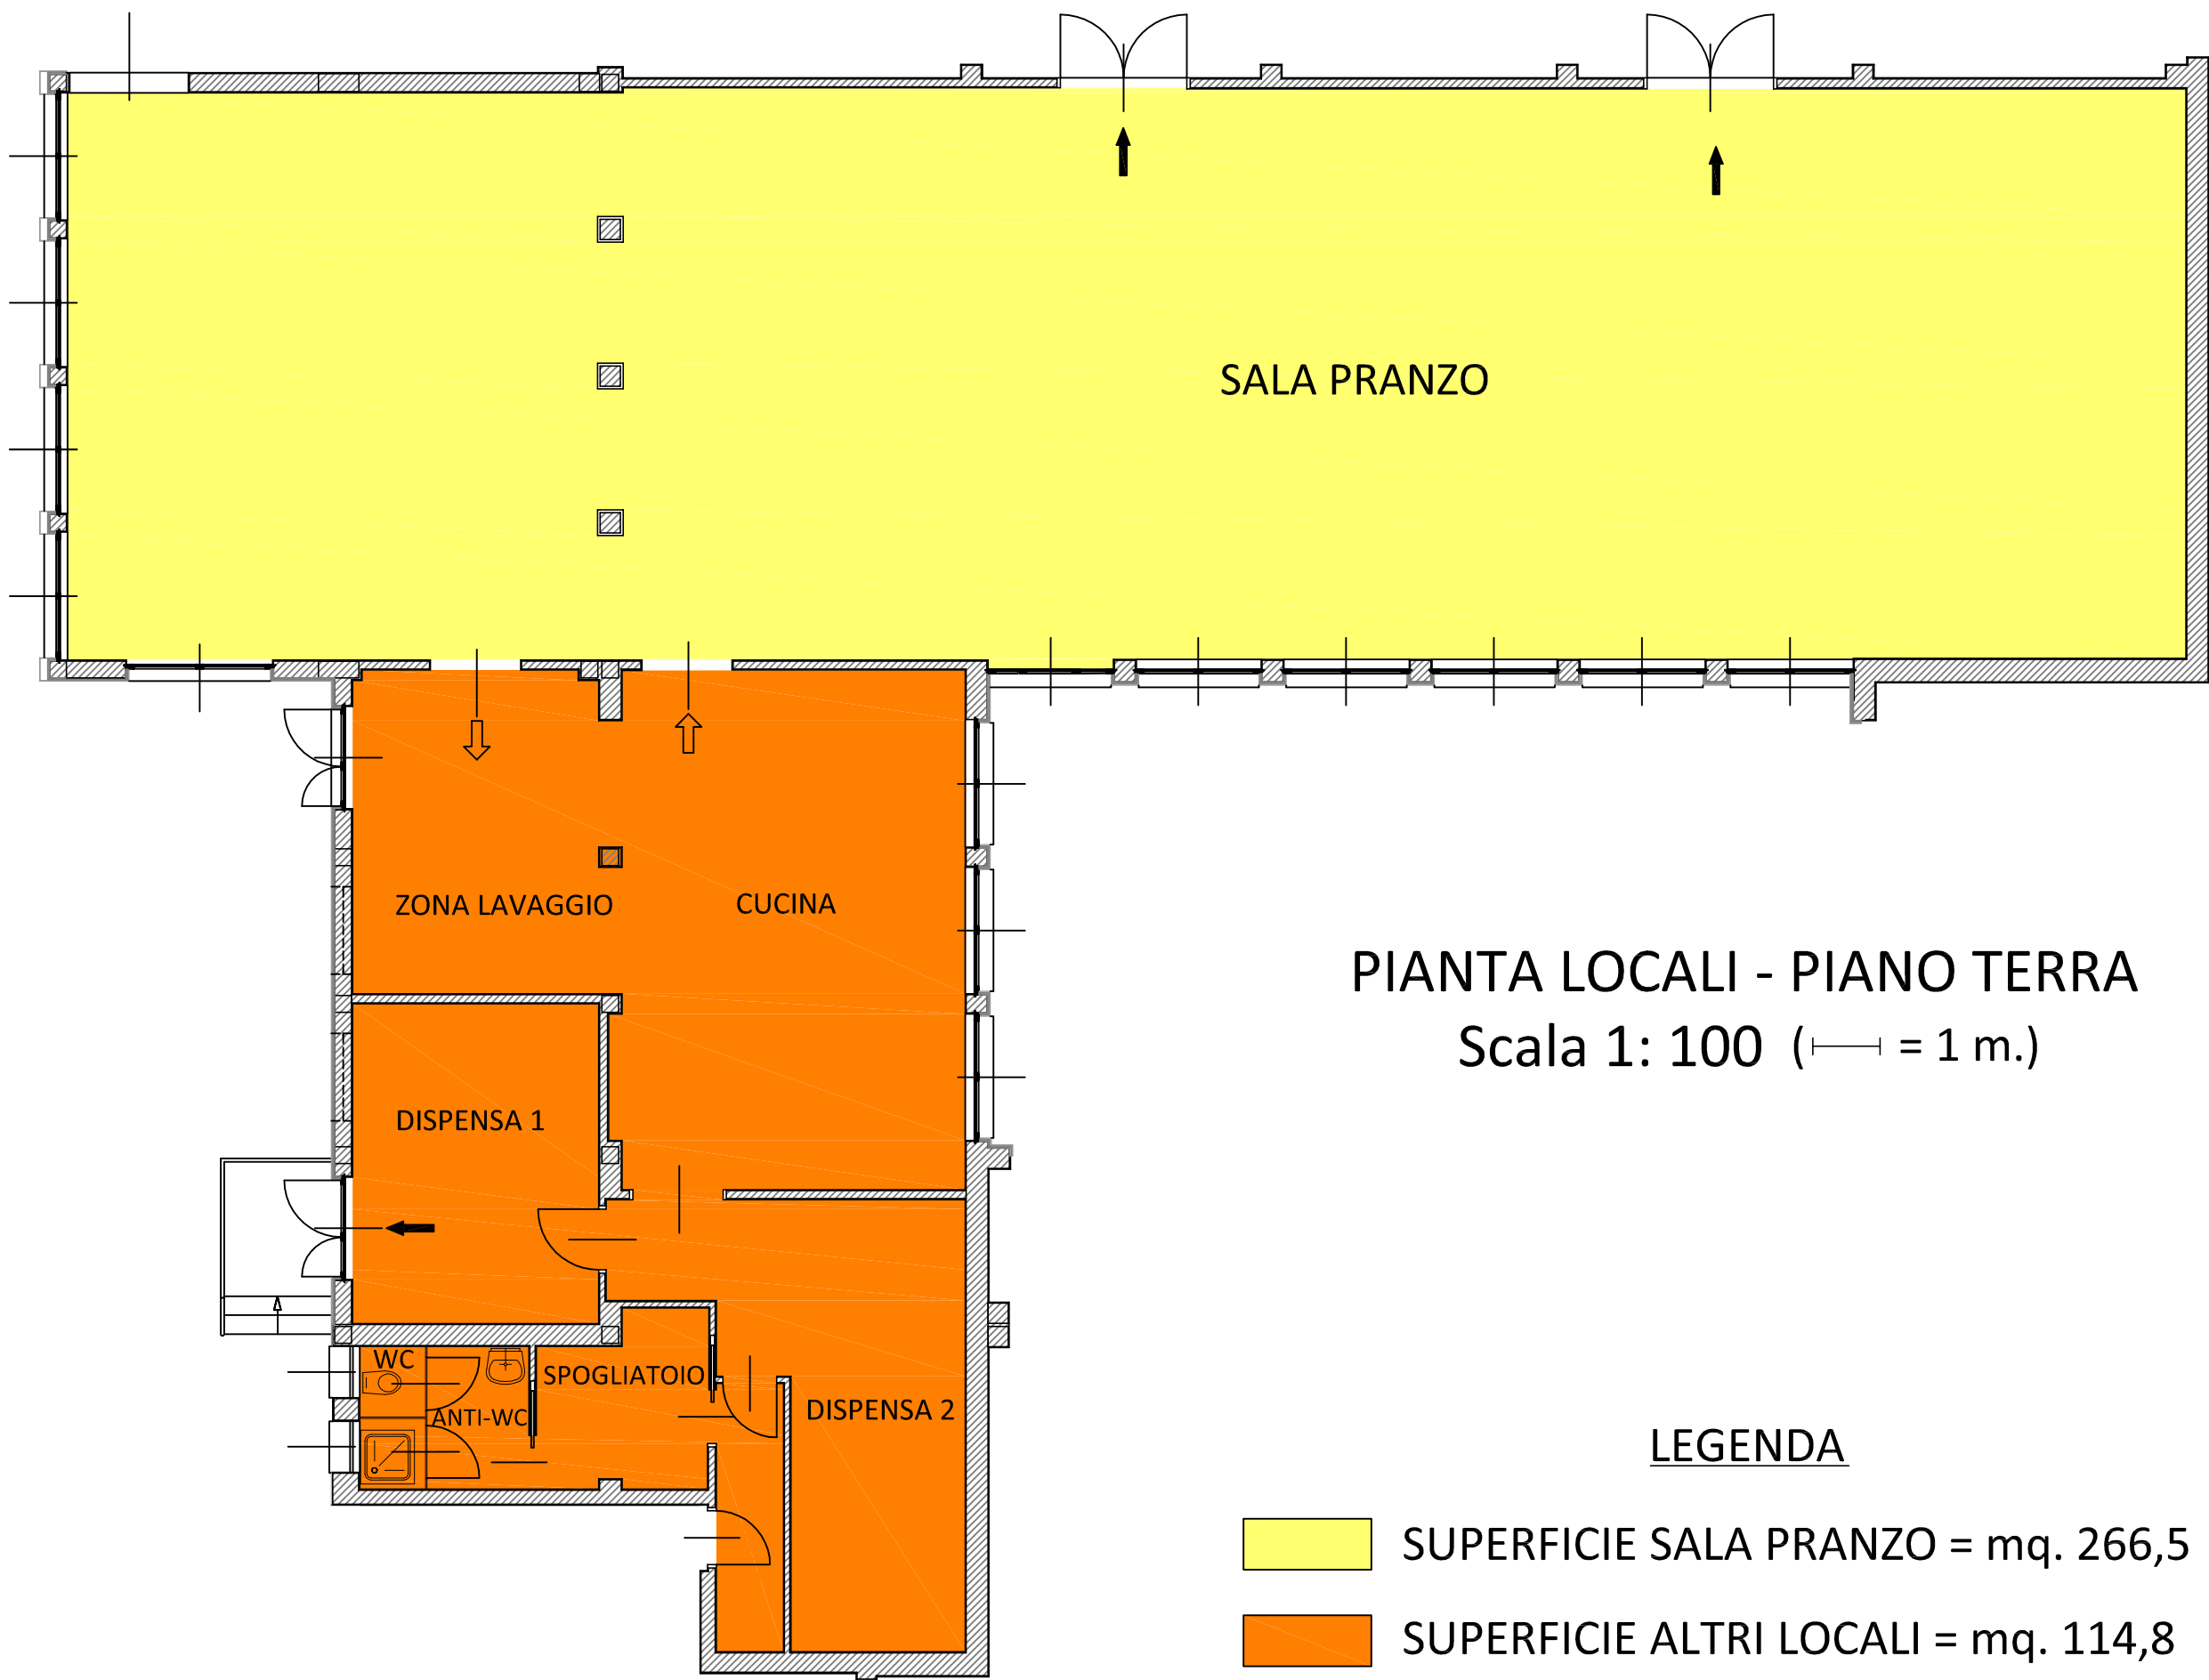 SALA PRANZO
ZONA LAVAGGIO
CUCINA
PIANTA LOCALI - PIANO TERRA
Scala 1: 100 ( = 1 m.)
DISPENSA 1
WC
SPOGLIATOIO
ANTI-WC
DISPENSA 2
LEGENDA
SUPERFICIE SALA PRANZO = mq. 266,5
SUPERFICIE ALTRI LOCALI = mq. 114,8